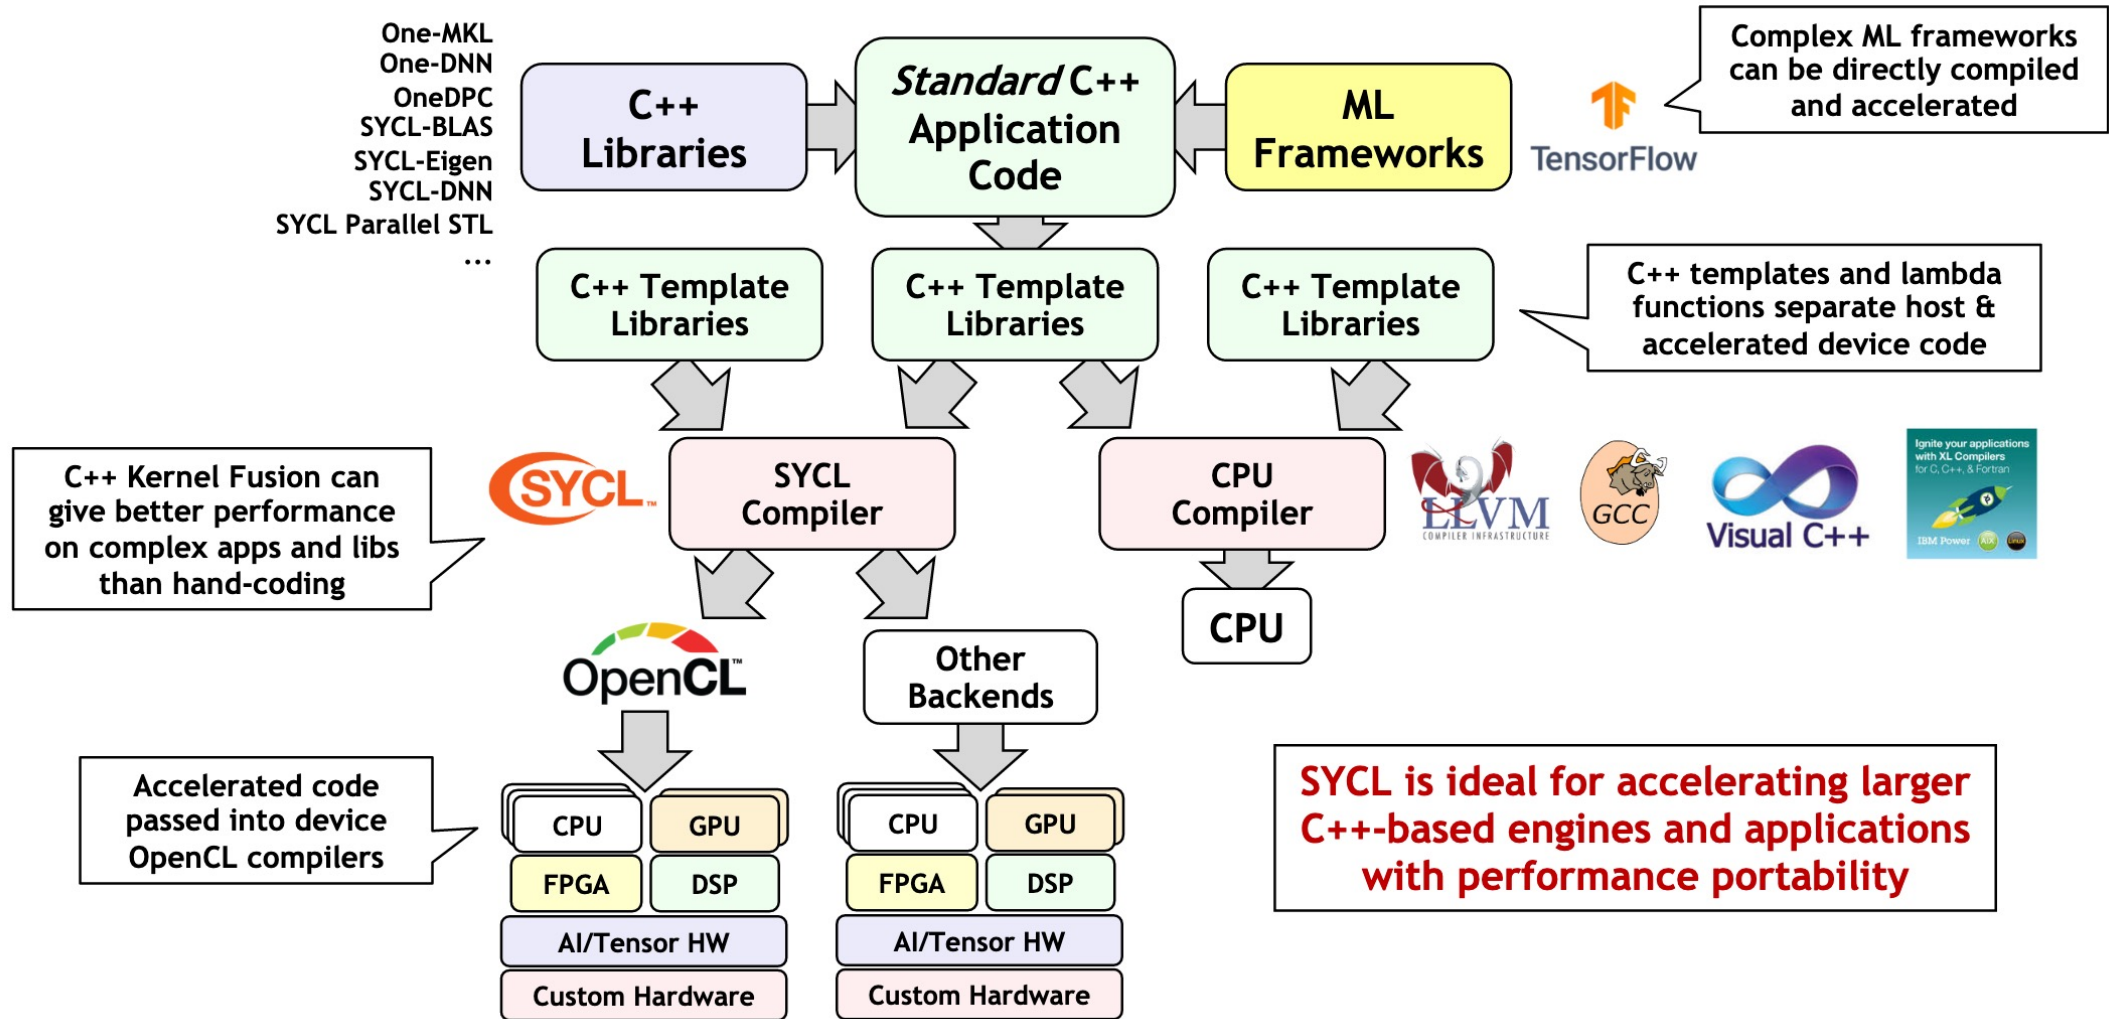 One-MKL
One-DNN
OneDPC
SYCL-BLAS
SYCL-Eigen
SYCL-DNN
SYCL Parallel STL
...
C++
Libraries
Standard C++
Application
Code
ML
Frameworks
TensorFlow
Complex ML frameworks
can be directly compiled
and accelerated
C++ Template
Libraries
C++ Template
Libraries
C++ Template
Libraries
C++ templates and lambda
functions separate host &
accelerated device code
C++ Kernel Fusion can
give better performance
on complex apps and libs
than hand-coding
SYCL™
SYCL
Compiler
CPU
Compiler
LLVM
COMPILER INFRASTRUCTURE
GCC
Visual C++
Ignite your applications
with XL Compilers
for C, C++, & Fortran
IBM Power
AIX
Linux
OpenCL™
Other
Backends
CPU
Accelerated code
passed into device
OpenCL compilers
CPU
GPU
FPGA
DSP
AI/Tensor HW
Custom Hardware
CPU
GPU
FPGA
DSP
AI/Tensor HW
Custom Hardware
SYCL is ideal for accelerating larger
C++-based engines and applications
with performance portability